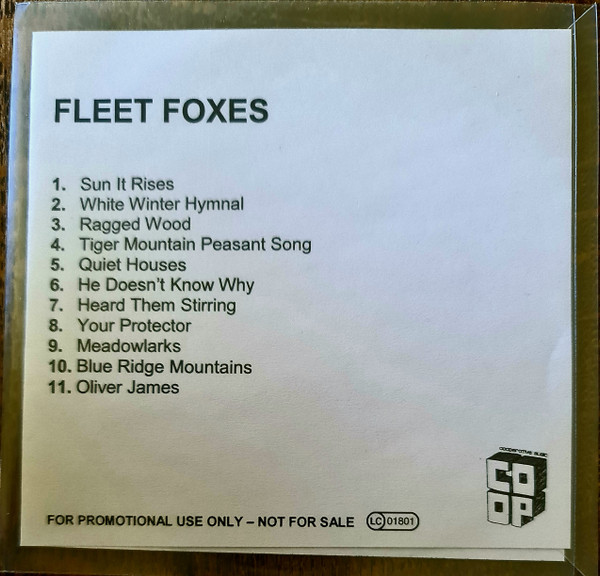 FLEET FOXES
1. Sun It Rises
2. White Winter Hymnal
3. Ragged Wood
4. Tiger Mountain Peasant Song
5. Quiet Houses
6. He Doesn't Know Why
7. Heard Them Stirring
8. Your Protector
9. Meadowlarks
10. Blue Ridge Mountains
11. Oliver James
cooperative music
CO
OP
FOR PROMOTIONAL USE ONLY – NOT FOR SALE LC 01801